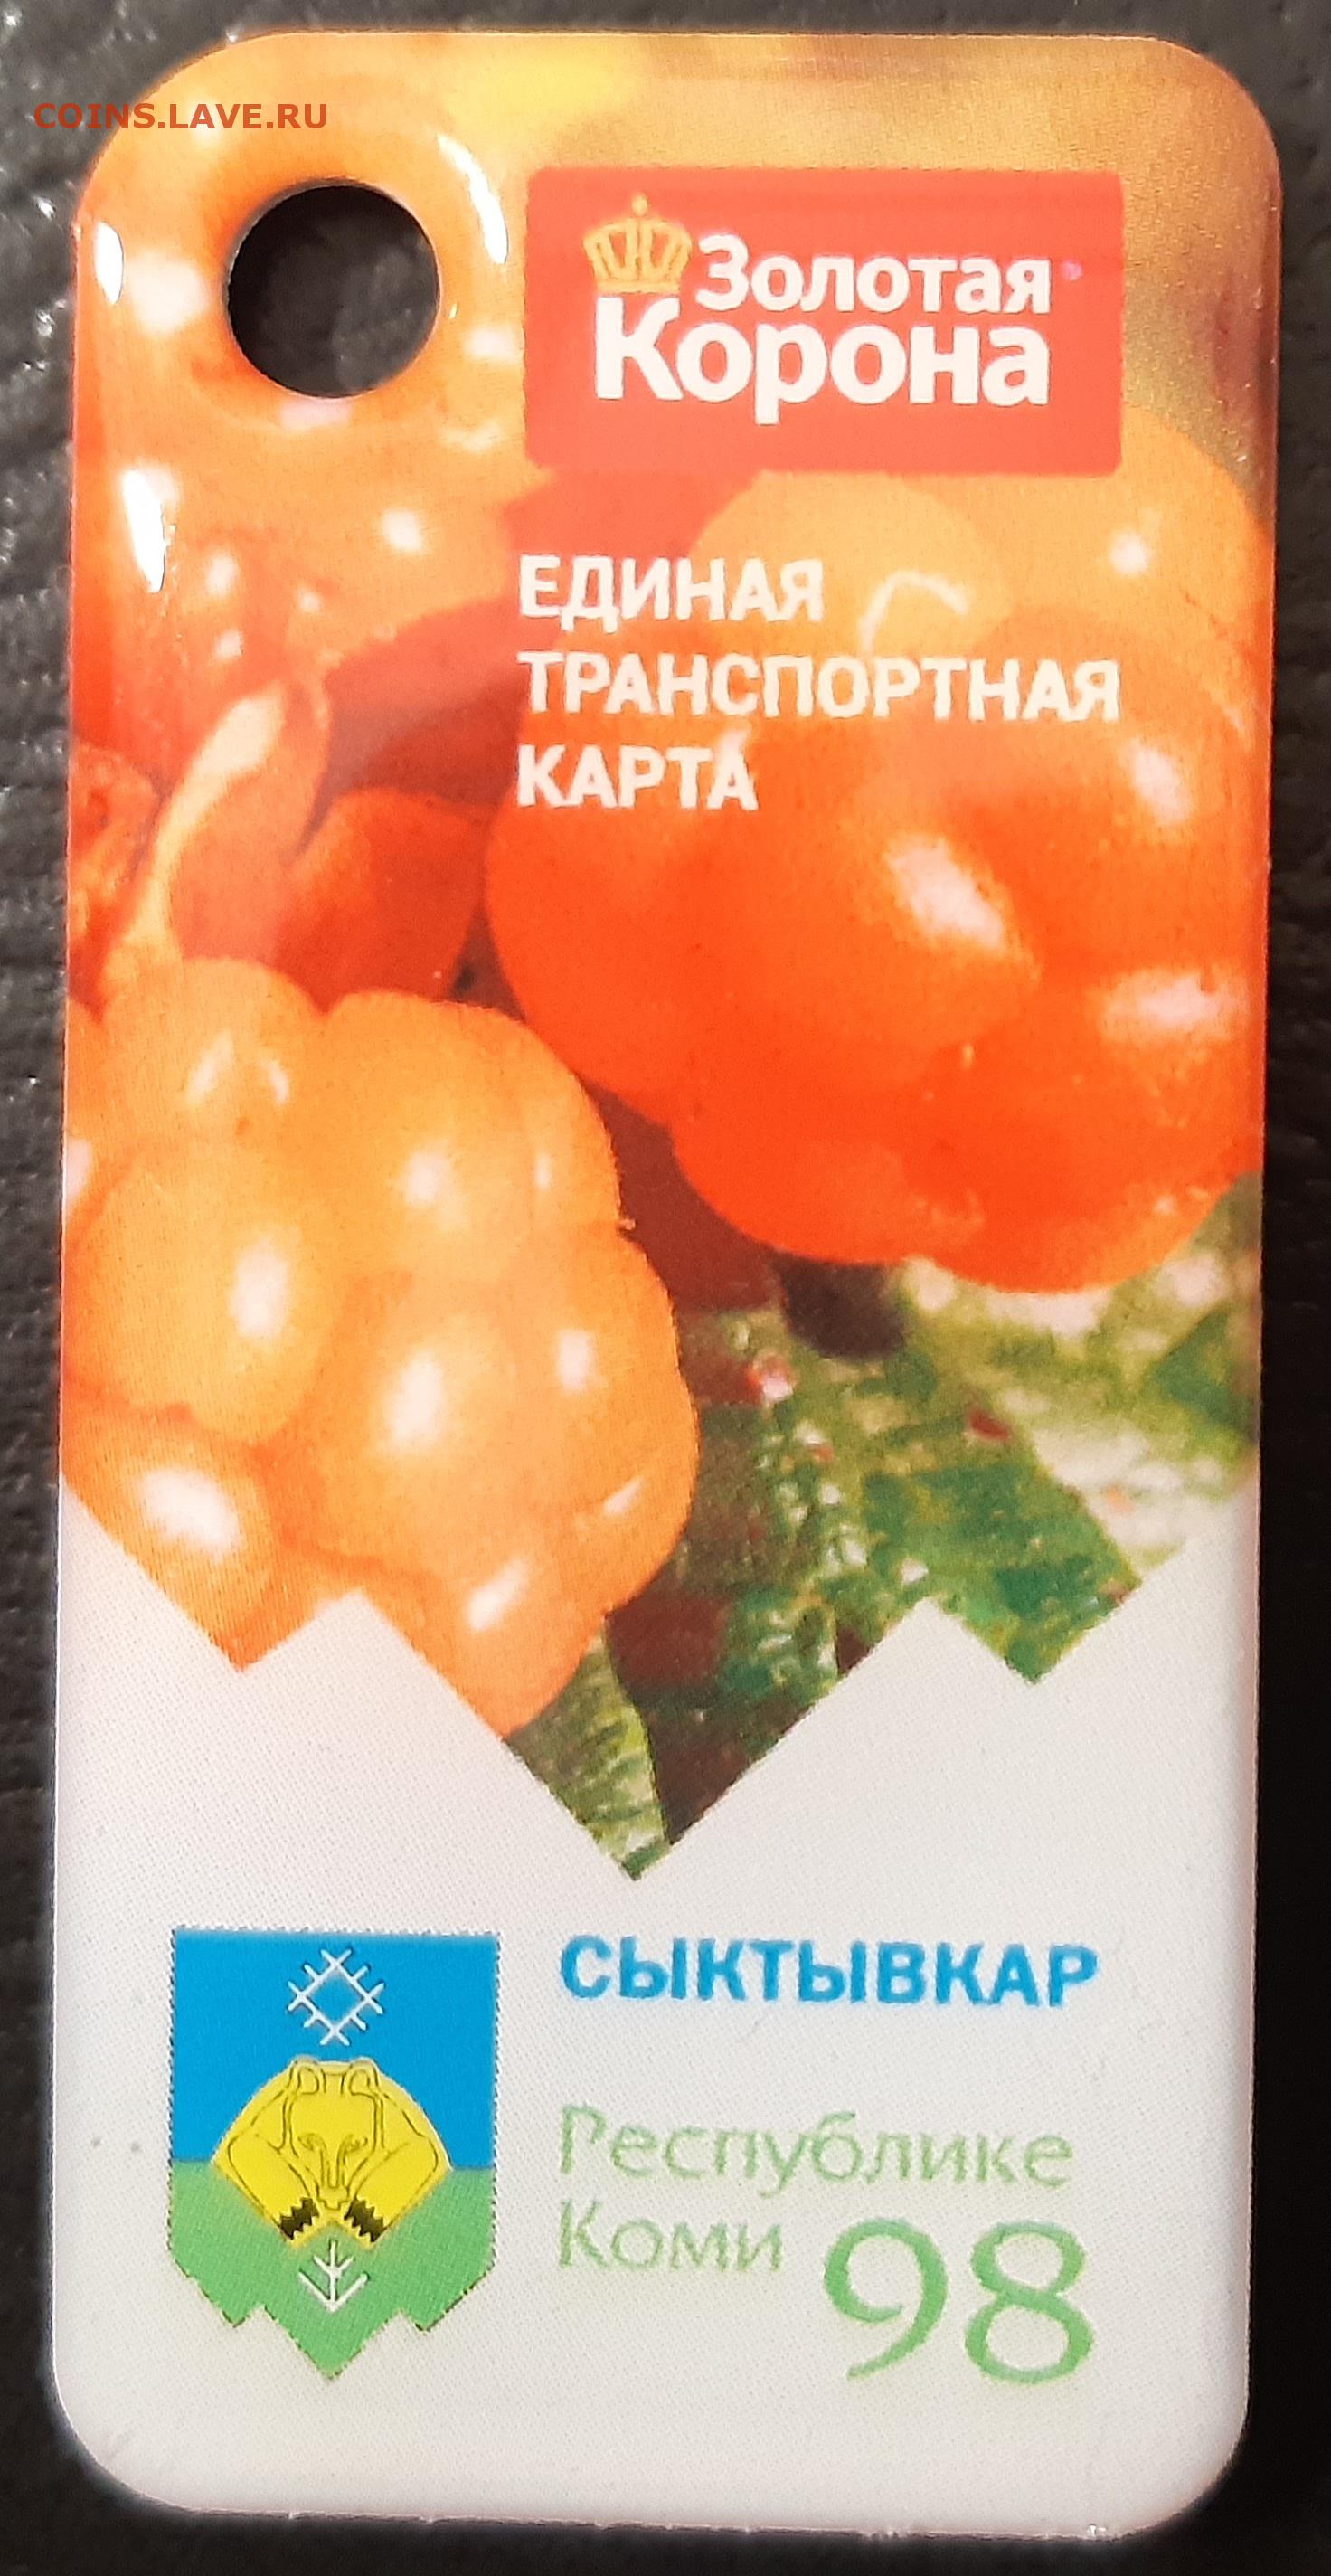 COINS.LAVE.RU
Золотая
Корона
ЕДИНАЯ
ТРАНСПОРТНАЯ
КАРТА
СЫКТЫВКАР
Республике
Коми 98